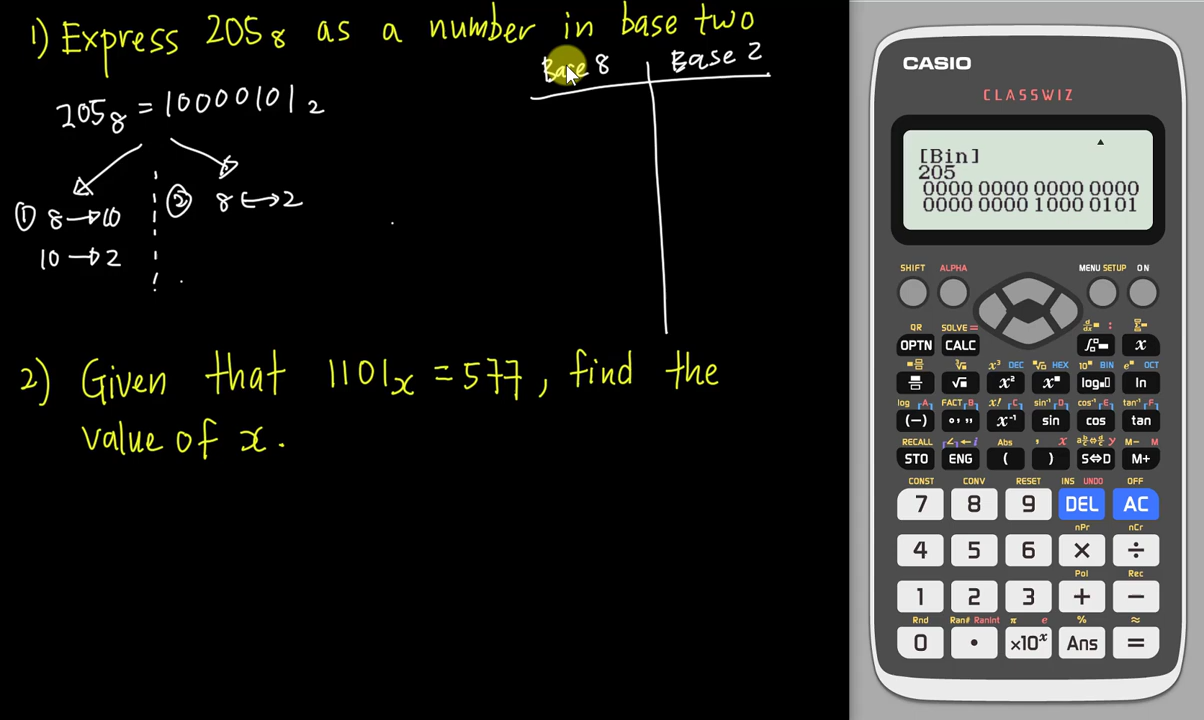 1) Express 205₈ as a number in base two
Base 8 | Base 2
205₈ = 10000101₂
① 8 → 10
10 → 2
② 8 ↔ 2
2) Given that 1101ₓ = 577, find the
value of x.
CASIO
CLASSWIZ
[Bin]
205
0000 0000 0000 0000
0000 0000 1000 0101
SHIFT ALPHA MENU SETUP ON
QR SOLVE =
OPTN CALC x
x³ DEC HEX 10 BIN e OCT
x² log ln
log A FACT B x! C sin⁻¹ D cos⁻¹ E tan⁻¹ F
(−) x⁻¹ sin cos tan
RECALL ∠ ← i Abs , x y M− M
STO ENG ( ) S⇔D M+
CONST CONV RESET INS UNDO OFF
7 8 9 DEL AC
nPr nCr
4 5 6 × ÷
Pol Rec
1 2 3 + −
Rnd Ran# RanInt π e % ≈
0 • ×10ˣ Ans =